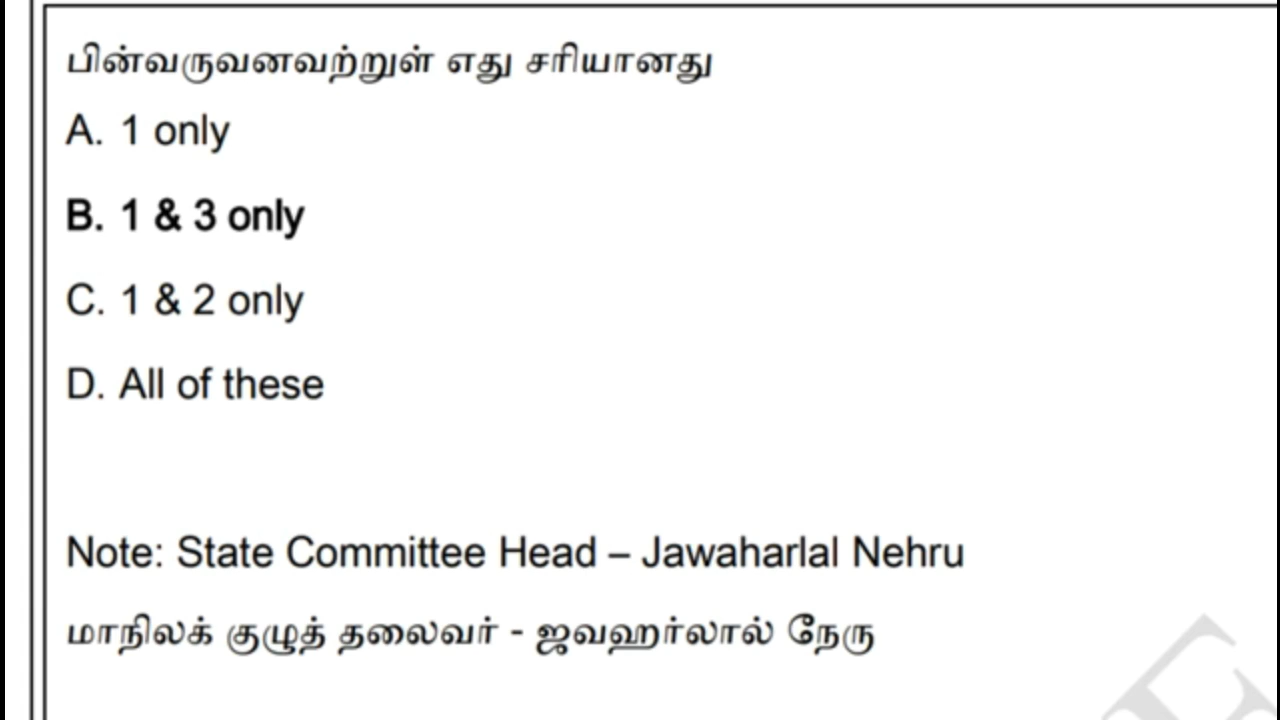 பின்வருவனவற்றுள் எது சரியானது
A. 1 only
B. 1 & 3 only
C. 1 & 2 only
D. All of these
Note: State Committee Head – Jawaharlal Nehru
மாநிலக் குழுத் தலைவர் - ஜவஹர்லால் நேரு